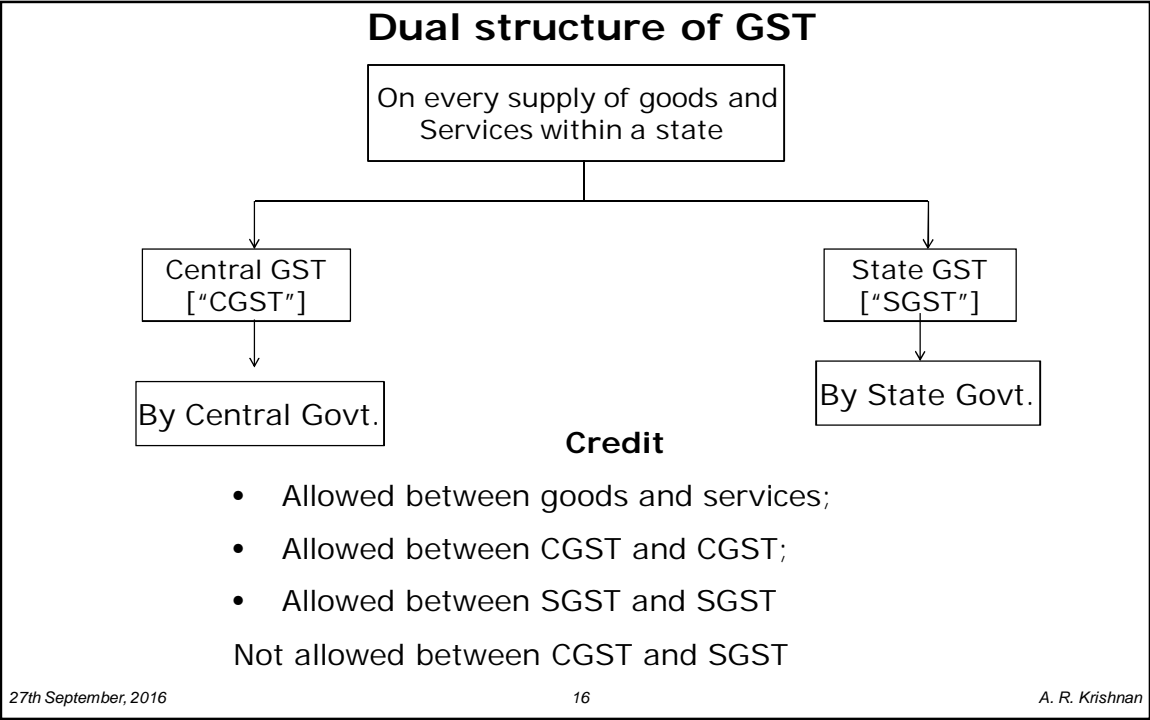 Dual structure of GST
On every supply of goods and
Services within a state
Central GST
["CGST"]
State GST
["SGST"]
By Central Govt.
By State Govt.
Credit
• Allowed between goods and services;
• Allowed between CGST and CGST;
• Allowed between SGST and SGST
Not allowed between CGST and SGST
27th September, 2016
16
A. R. Krishnan